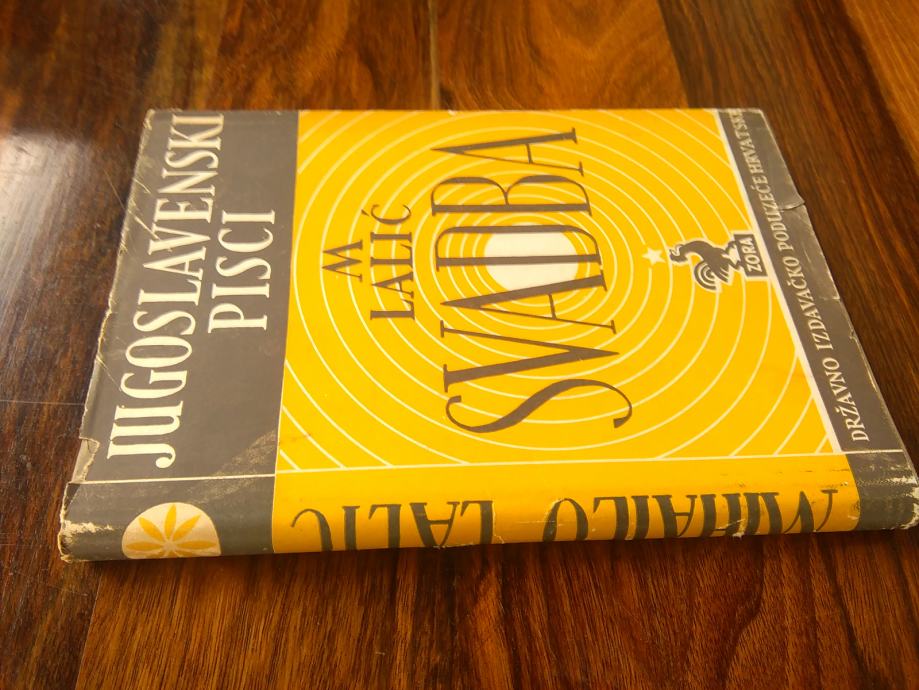 JUGOSLAVENSKI
PISCI
M
LALIĆ
SVADBA
ZORA
DRŽAVNO IZDAVAČKO PODUZEĆE HRVATSKE
MIHAILO LALIĆ